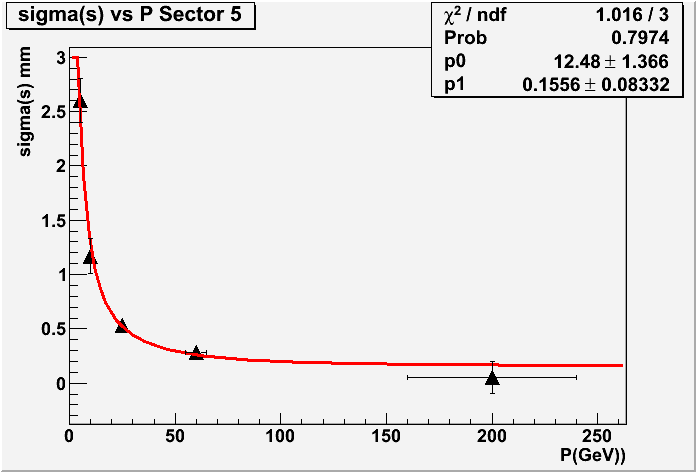 sigma(s) vs P Sector 5
χ² / ndf 1.016 / 3
Prob 0.7974
p0 12.48 ± 1.366
p1 0.1556 ± 0.08332
sigma(s) mm
3
2.5
2
1.5
1
0.5
0
0 50 100 150 200 250
P(GeV))